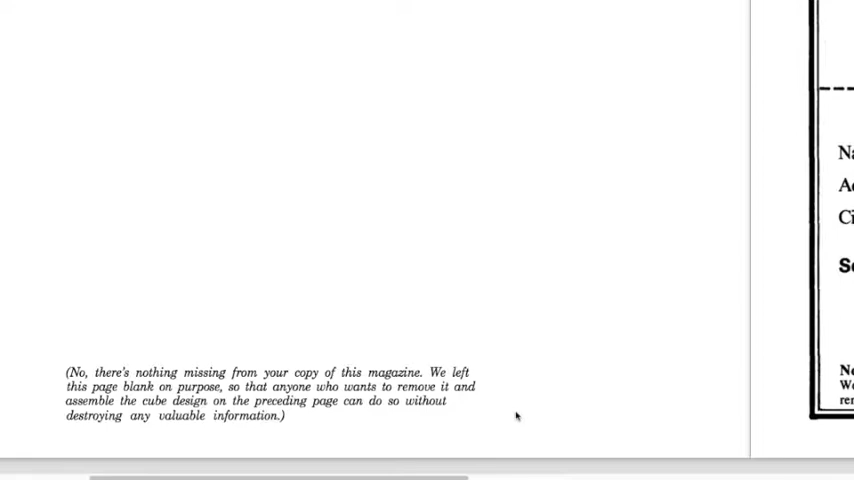 (No, there's nothing missing from your copy of this magazine. We left
this page blank on purpose, so that anyone who wants to remove it and
assemble the cube design on the preceding page can do so without
destroying any valuable information.)